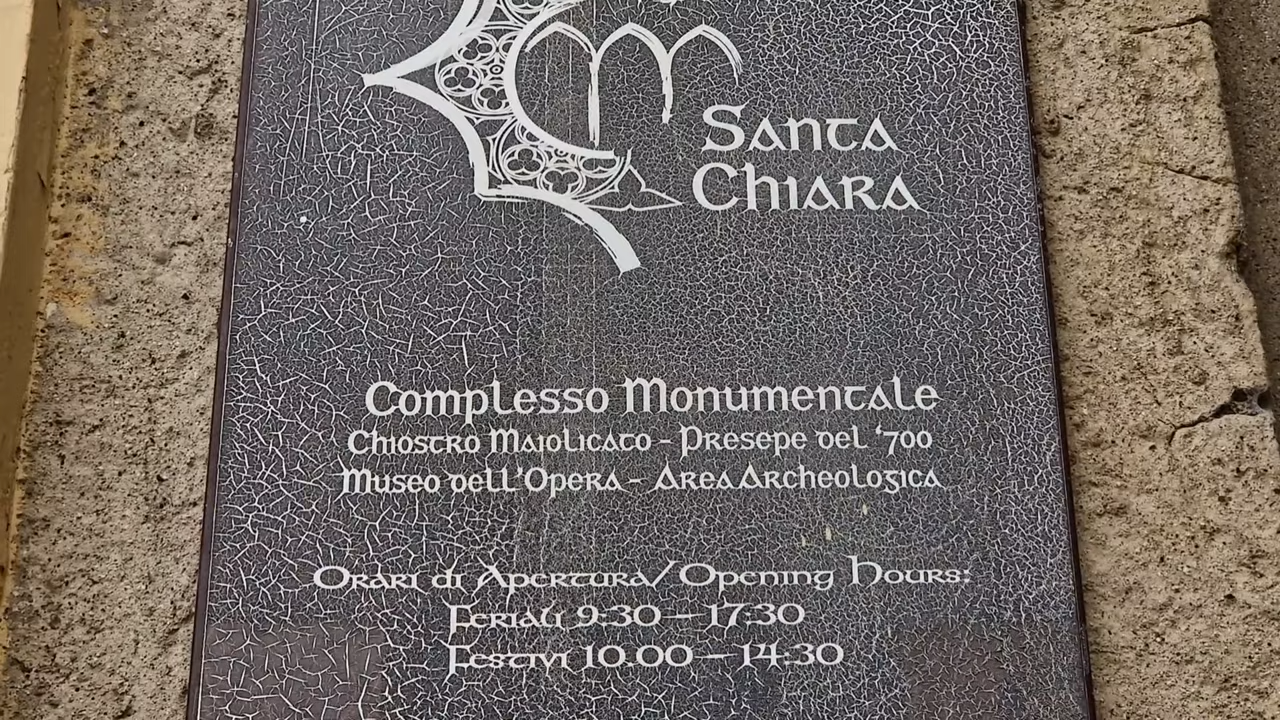 Santa
Chiara
Complesso Monumentale
Chiostro Maiolicato - Presepe del '700
Museo dell'Opera - Area Archeologica
Orari di Apertura/Opening Hours:
Feriali 9:30 – 17:30
Festivi 10.00 – 14:30